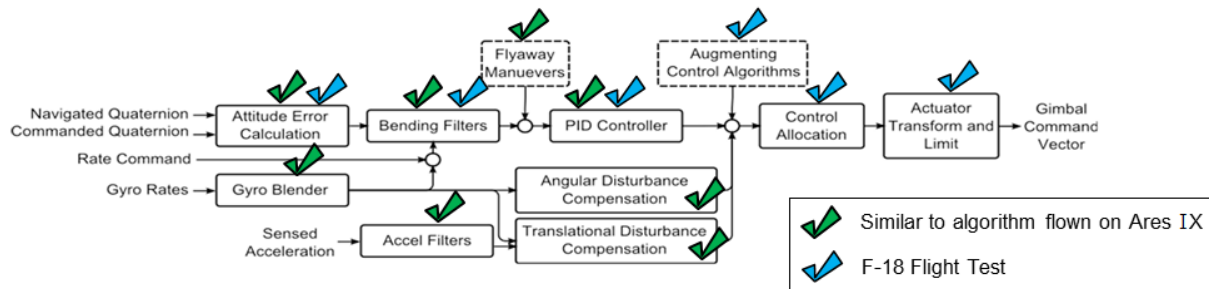 Flyaway
Manuevers
Augmenting
Control Algorithms
Navigated Quaternion
Commanded Quaternion
Attitude Error
Calculation
Bending Filters
PID Controller
Control
Allocation
Actuator
Transform and
Limit
Gimbal
Command
Vector
Rate Command
Gyro Rates
Gyro Blender
Angular Disturbance
Compensation
Sensed
Acceleration
Accel Filters
Translational Disturbance
Compensation
Similar to algorithm flown on Ares IX
F-18 Flight Test